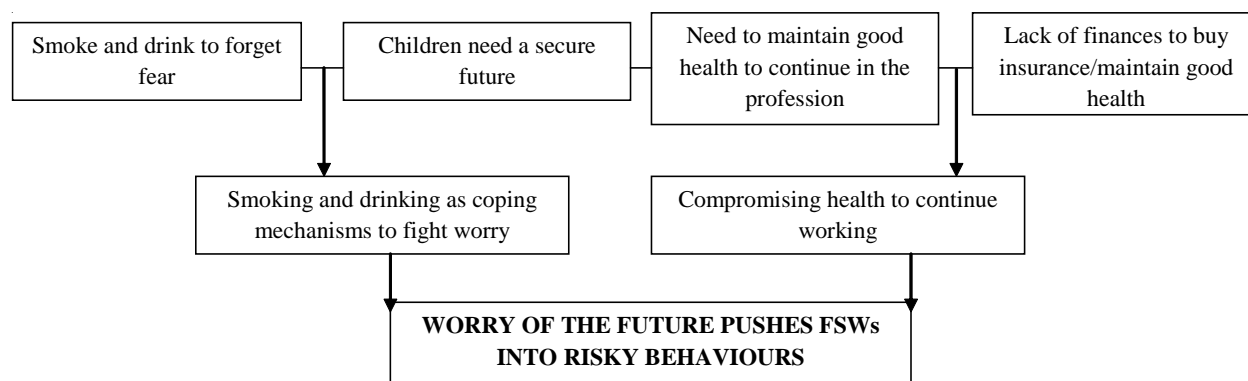 Smoke and drink to forget
fear
Children need a secure
future
Need to maintain good
health to continue in the
profession
Lack of finances to buy
insurance/maintain good
health
Smoking and drinking as coping
mechanisms to fight worry
Compromising health to continue
working
WORRY OF THE FUTURE PUSHES FSWs
INTO RISKY BEHAVIOURS